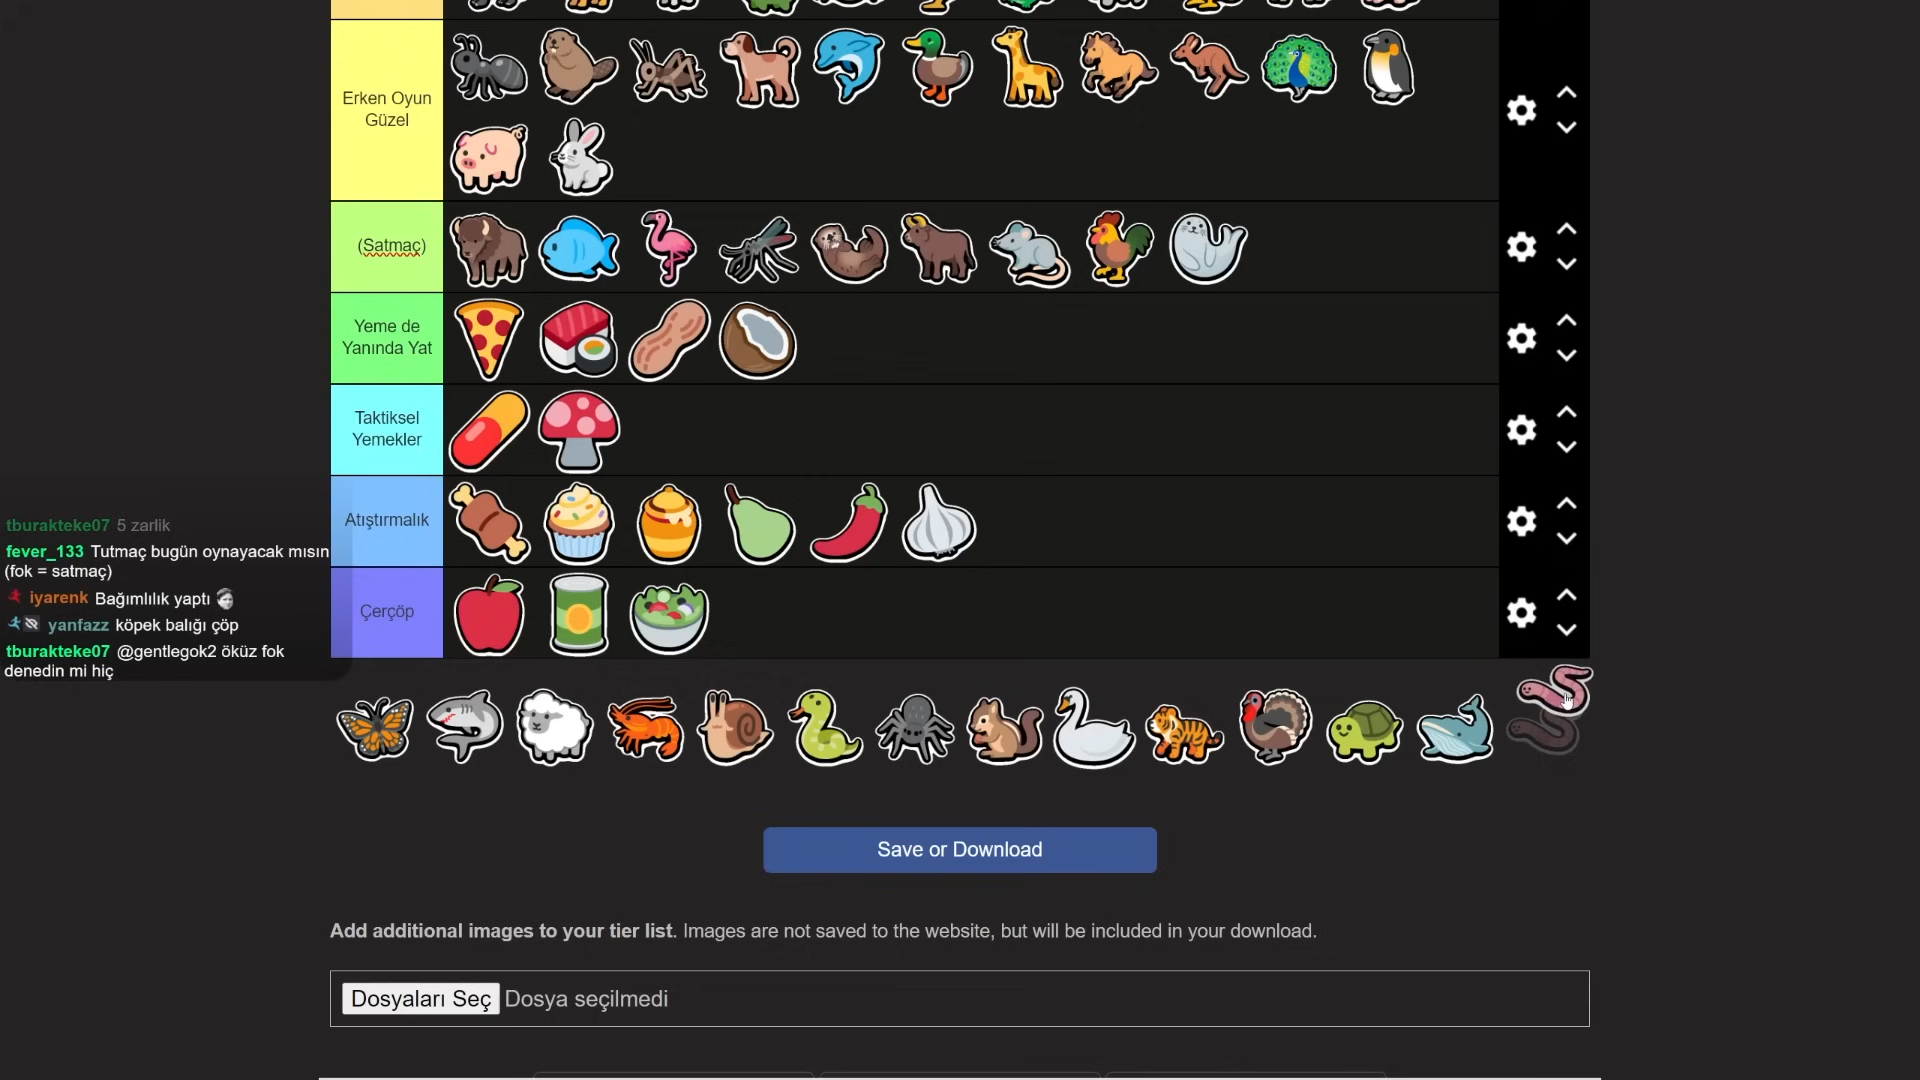 Erken Oyun
Güzel
(Satmaç)
Yeme de
Yanında Yat
Taktiksel
Yemekler
Atıştırmalık
Çerçöp
tburakteke07 5 zarlik
fever_133 Tutmaç bugün oynayacak mısın
(fok = satmaç)
iyarenk Bağımlılık yaptı
yanfazz köpek balığı çöp
tburakteke07 @gentlegok2 öküz fok
denedin mi hiç
Save or Download
Add additional images to your tier list. Images are not saved to the website, but will be included in your download.
Dosyaları Seç Dosya seçilmedi